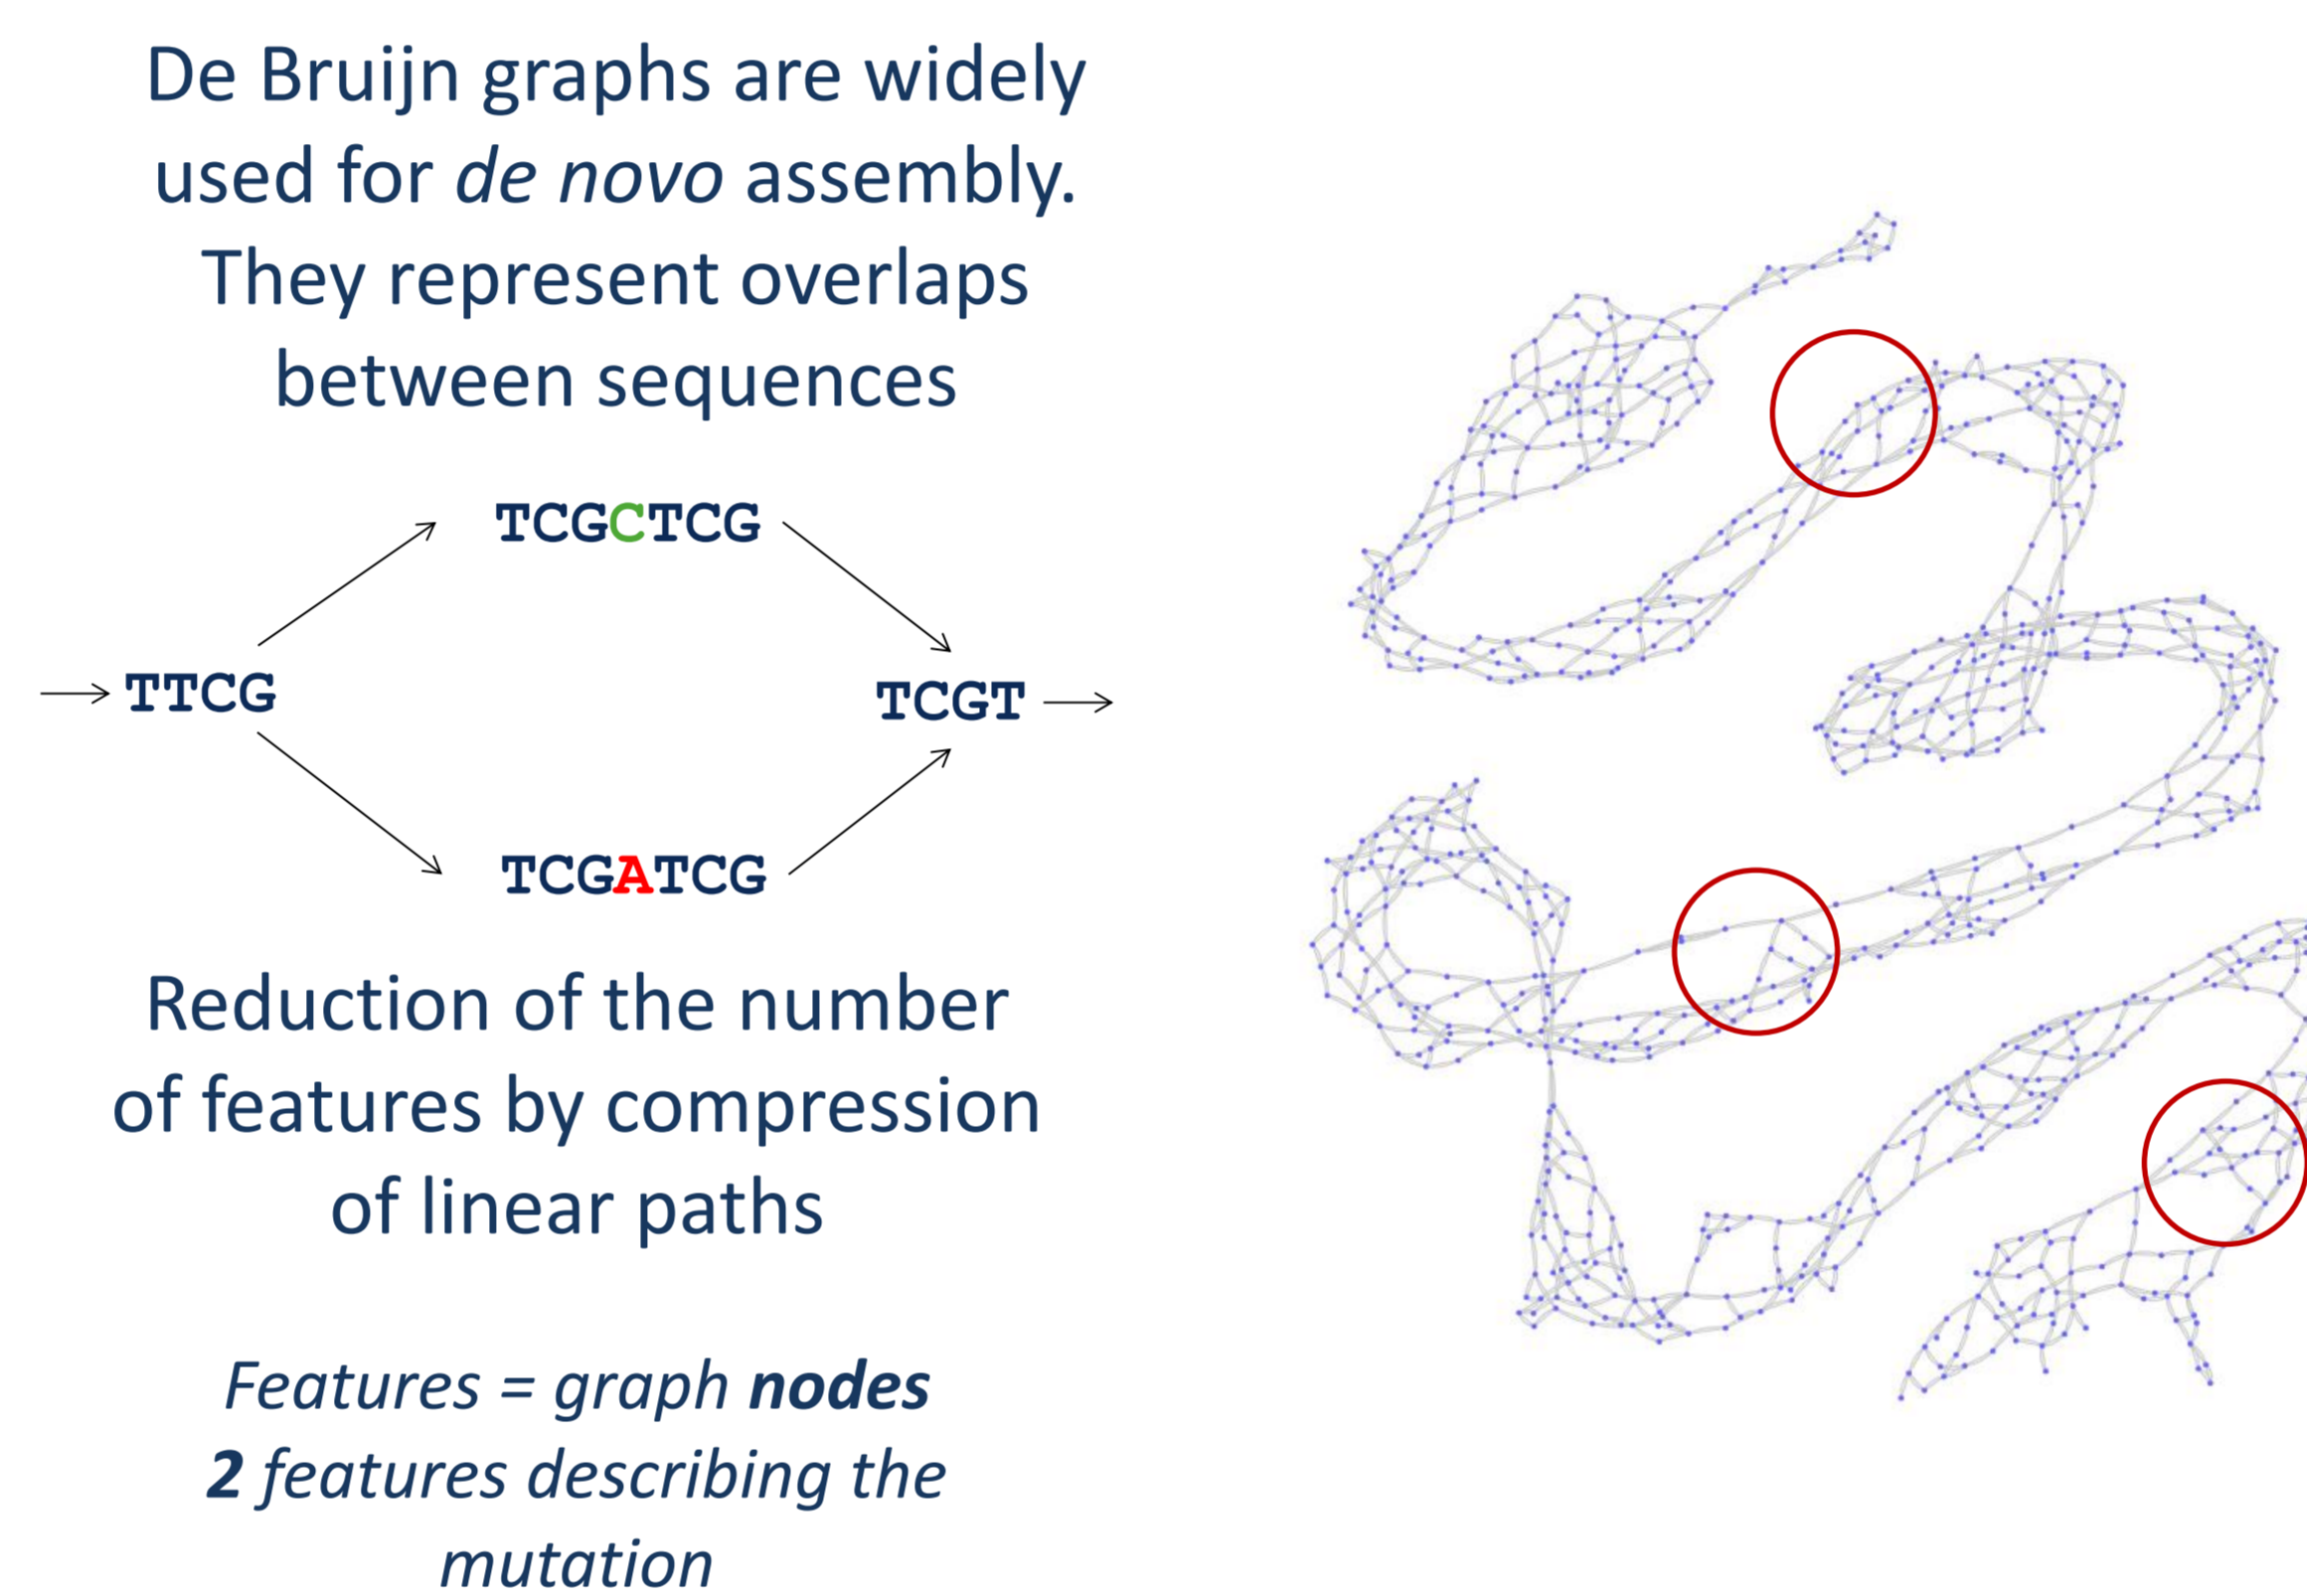 De Bruijn graphs are widely
used for de novo assembly.
They represent overlaps
between sequences
TCGCTCG
TTCG
TCGT
TCGATCG
Reduction of the number
of features by compression
of linear paths
Features = graph nodes
2 features describing the
mutation